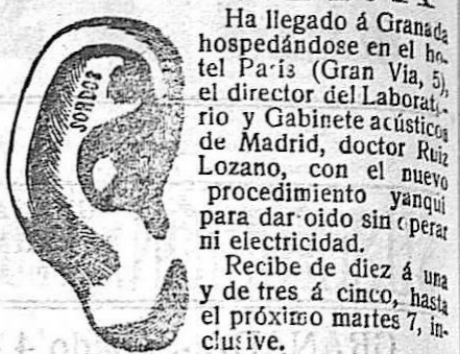 SORDOS
Ha llegado á Granada
hospedándose en el ho-
tel París (Gran Via, 5),
el director del Laborato-
rio y Gabinete acústicos
de Madrid, doctor Ruiz
Lozano, con el nuevo
procedimiento yanqui
para dar oido sin operar
ni electricidad.
Recibe de diez á una
y de tres á cinco, hasta
el próximo martes 7, in-
clusive.